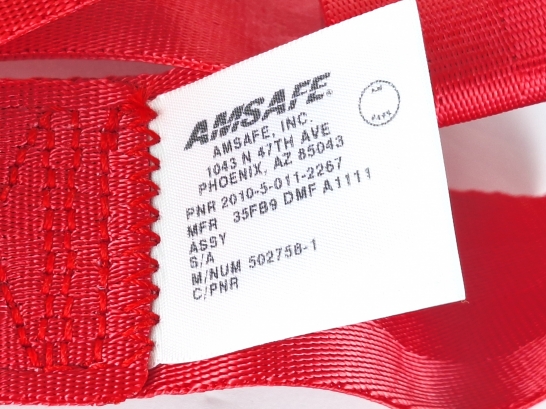 AMSAFE®
AMSAFE, INC.
1043 N 47TH AVE
PHOENIX, AZ 85043
PNR 2010-5-011-2267
MFR 35FB9 DMF A1111
ASSY
S/A
M/NUM 502758-1
C/PNR